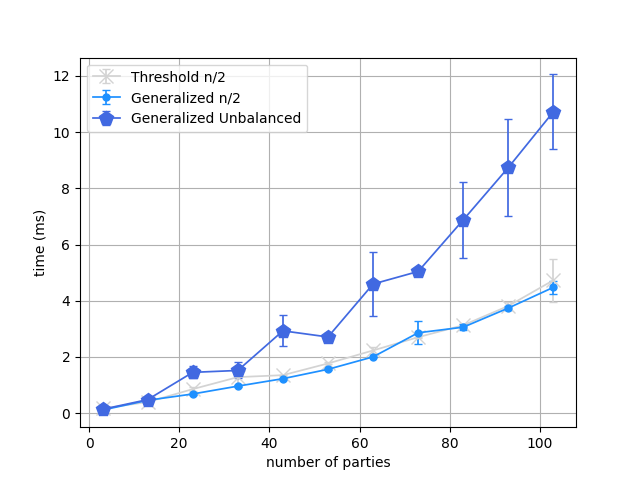 Threshold n/2
Generalized n/2
Generalized Unbalanced
12
10
8
6
4
2
0
time (ms)
0 20 40 60 80 100
number of parties